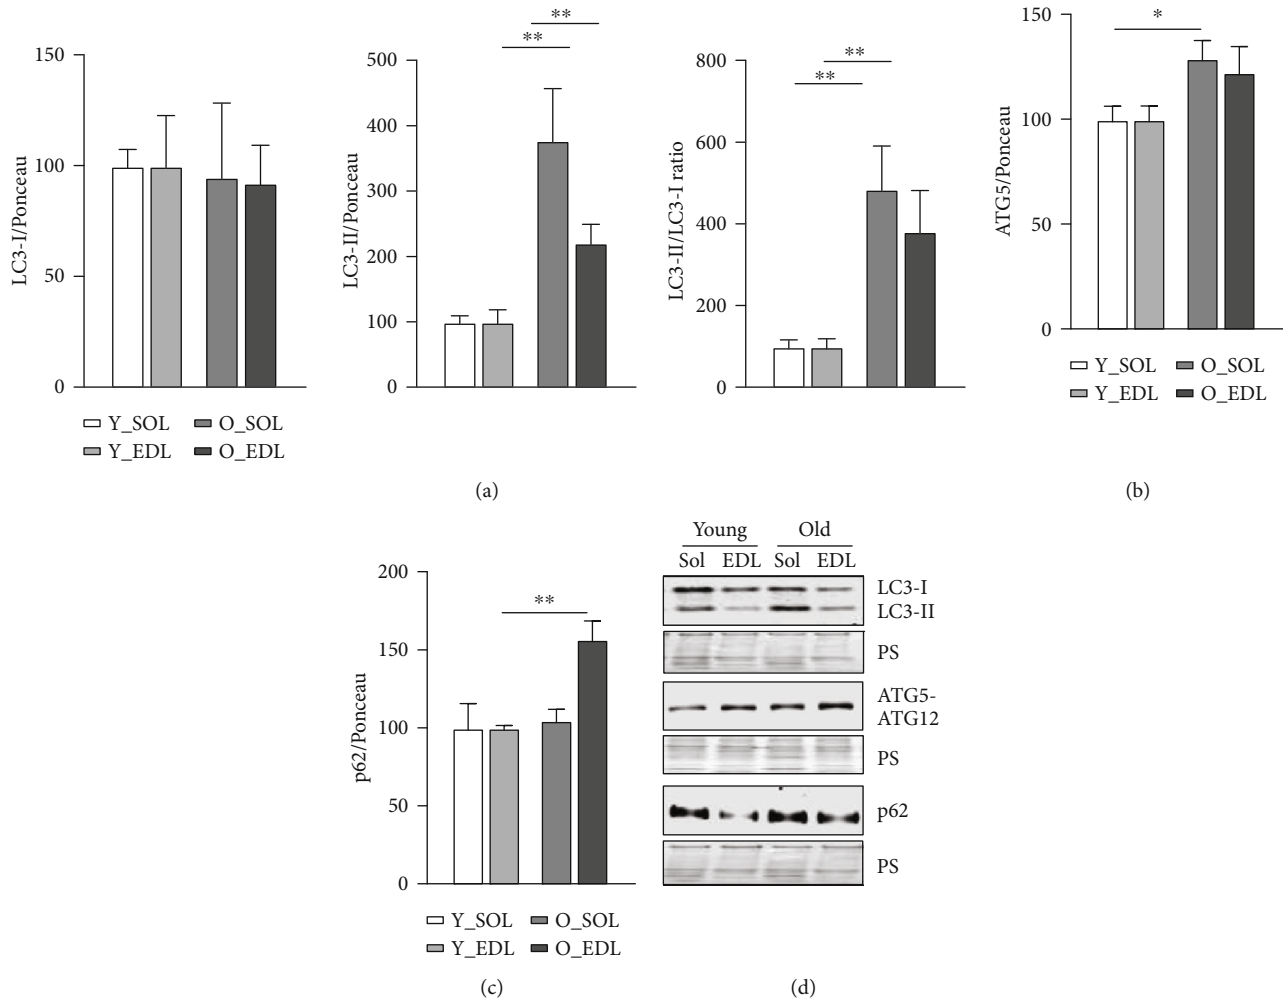 LC3-I/Ponceau
150
100
50
0
Y_SOL
O_SOL
Y_EDL
O_EDL
LC3-II/Ponceau
500
400
300
200
100
0
**
**
LC3-II/LC3-I ratio
800
600
400
200
0
**
**
(a)
ATG5/Ponceau
150
100
50
0
*
Y_SOL
O_SOL
Y_EDL
O_EDL
(b)
p62/Ponceau
200
150
100
50
0
**
Y_SOL
O_SOL
Y_EDL
O_EDL
(c)
Young Old
Sol EDL Sol EDL
LC3-I
LC3-II
PS
ATG5-
ATG12
PS
p62
PS
(d)